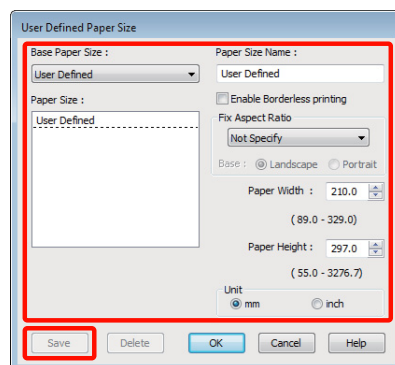 User Defined Paper Size
Base Paper Size :
User Defined
Paper Size :
User Defined
Paper Size Name :
User Defined
Enable Borderless printing
Fix Aspect Ratio
Not Specify
Base : Landscape Portrait
Paper Width : 210.0
( 89.0 - 329.0)
Paper Height : 297.0
( 55.0 - 3276.7)
Unit
mm inch
Save Delete OK Cancel Help